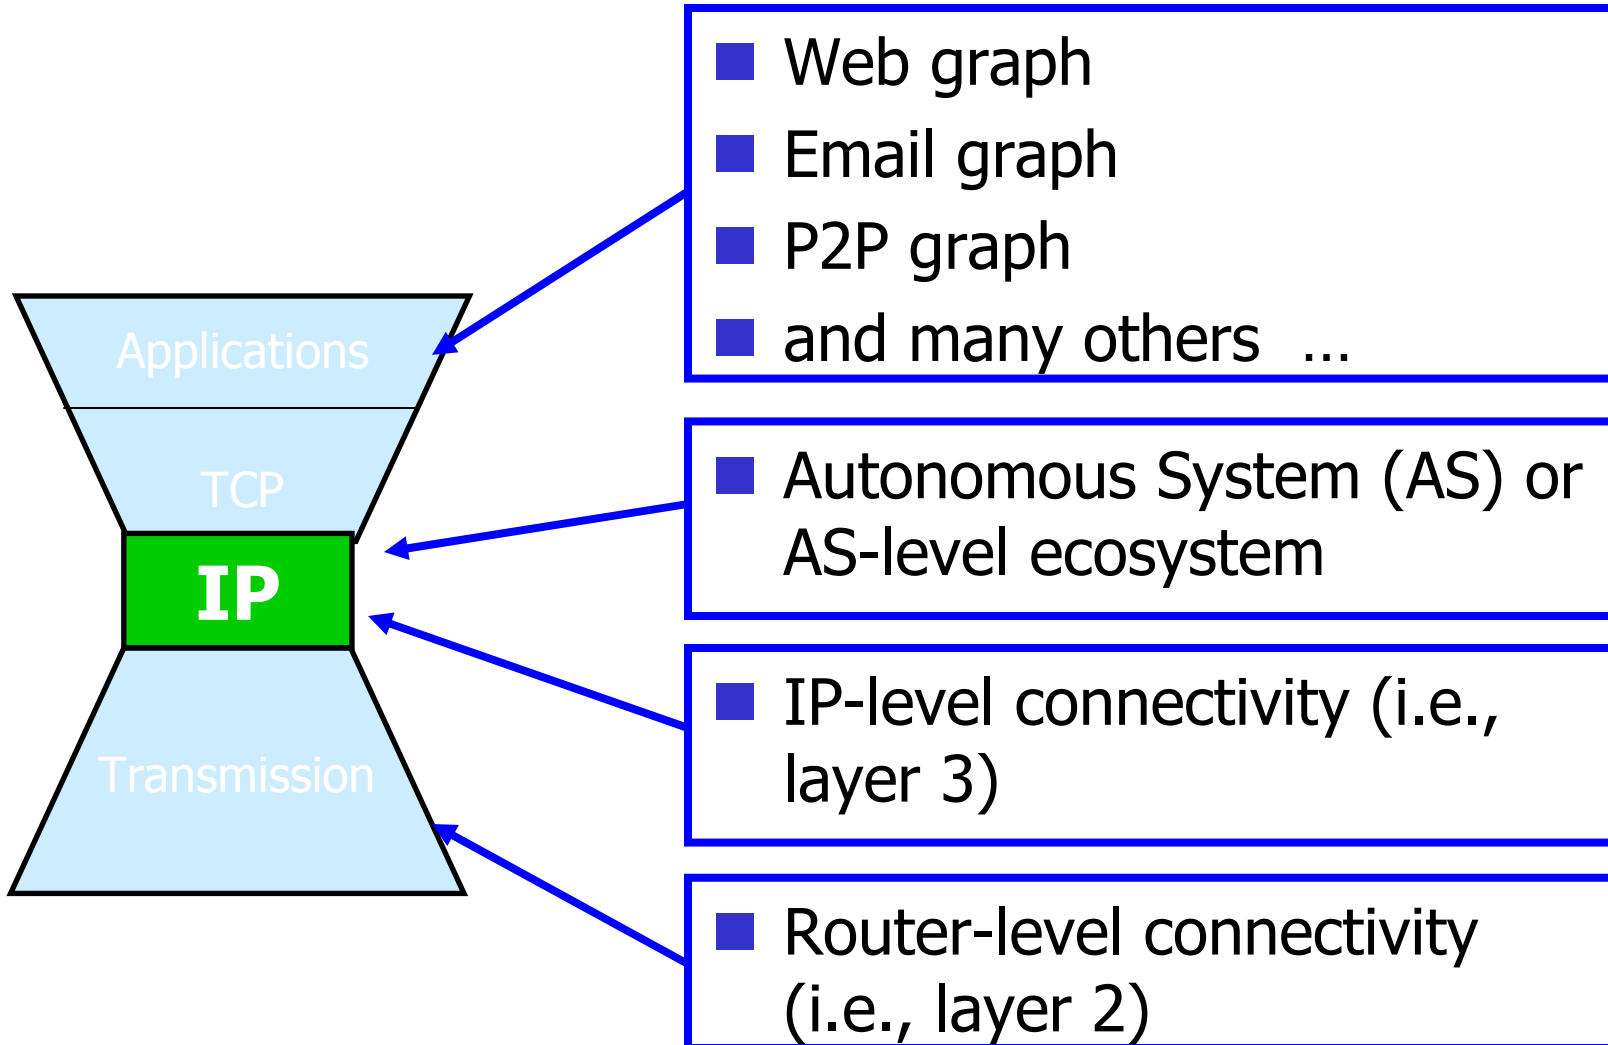 Web graph
Email graph
P2P graph
and many others ...
Applications
TCP
IP
Transmission
Autonomous System (AS) or
AS-level ecosystem
IP-level connectivity (i.e.,
layer 3)
Router-level connectivity
(i.e., layer 2)